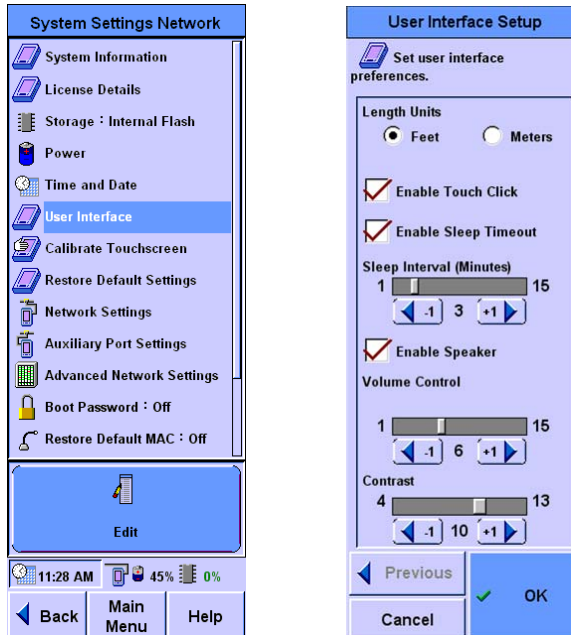 System Settings Network
System Information
License Details
Storage : Internal Flash
Power
Time and Date
User Interface
Calibrate Touchscreen
Restore Default Settings
Network Settings
Auxiliary Port Settings
Advanced Network Settings
Boot Password : Off
Restore Default MAC : Off
Edit
11:28 AM 45% 0%
Back Main Menu Help
User Interface Setup
Set user interface
preferences.
Length Units
Feet Meters
Enable Touch Click
Enable Sleep Timeout
Sleep Interval (Minutes)
1 15
-1 3 +1
Enable Speaker
Volume Control
1 15
-1 6 +1
Contrast
4 13
-1 10 +1
Previous
OK
Cancel